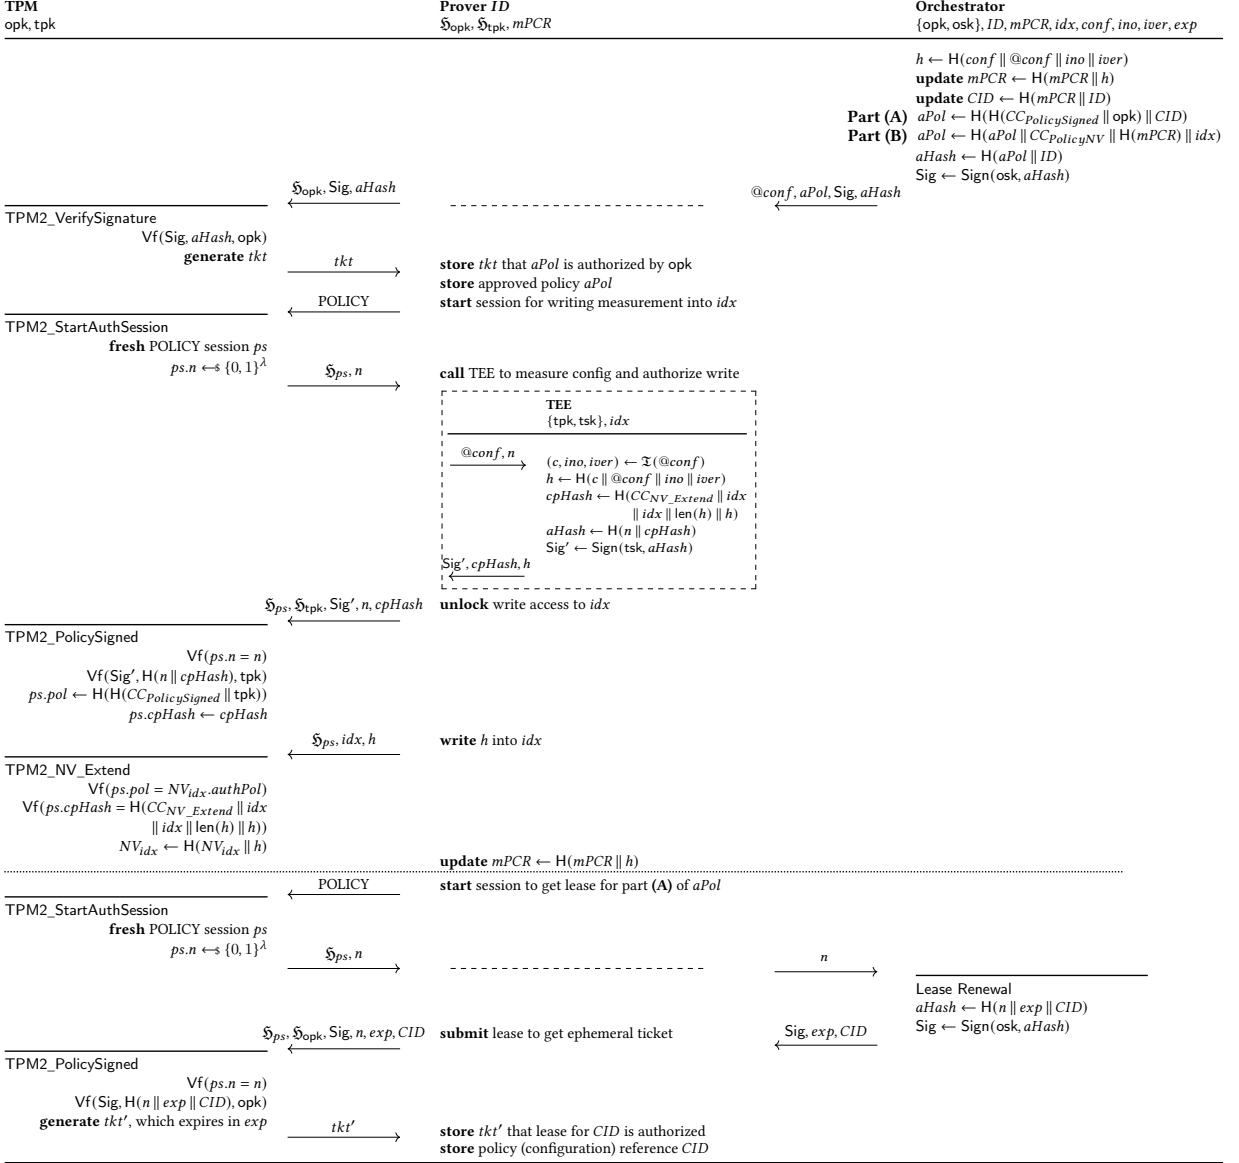 TPM Prover ID Orchestrator
opk, tpk ℌopk, ℌtpk, mPCR {opk, osk}, ID, mPCR, idx, conf, ino, iver, exp
h ← H(conf ∥ @conf ∥ ino ∥ iver)
update mPCR ← H(mPCR ∥ h)
update CID ← H(mPCR ∥ ID)
Part (A) aPol ← H(H(CC_PolicySigned ∥ opk) ∥ CID)
Part (B) aPol ← H(aPol ∥ CC_PolicyNV ∥ H(mPCR) ∥ idx)
aHash ← H(aPol ∥ ID)
Sig ← Sign(osk, aHash)
ℌopk, Sig, aHash @conf, aPol, Sig, aHash
TPM2_VerifySignature
Vf(Sig, aHash, opk)
generate tkt
tkt store tkt that aPol is authorized by opk
store approved policy aPol
POLICY start session for writing measurement into idx
TPM2_StartAuthSession
fresh POLICY session ps
ps.n ←$ {0, 1}^λ
ℌps, n call TEE to measure config and authorize write
TEE
{tpk, tsk}, idx
@conf, n
(c, ino, iver) ← 𝔗(@conf)
h ← H(c ∥ @conf ∥ ino ∥ iver)
cpHash ← H(CC_NV_Extend ∥ idx
∥ idx ∥ len(h) ∥ h)
aHash ← H(n ∥ cpHash)
Sig′ ← Sign(tsk, aHash)
Sig′, cpHash, h
ℌps, ℌtpk, Sig′, n, cpHash unlock write access to idx
TPM2_PolicySigned
Vf(ps.n = n)
Vf(Sig′, H(n ∥ cpHash), tpk)
ps.pol ← H(H(CC_PolicySigned ∥ tpk))
ps.cpHash ← cpHash
ℌps, idx, h write h into idx
TPM2_NV_Extend
Vf(ps.pol = NV_idx.authPol)
Vf(ps.cpHash = H(CC_NV_Extend ∥ idx
∥ idx ∥ len(h) ∥ h))
NV_idx ← H(NV_idx ∥ h)
update mPCR ← H(mPCR ∥ h)
POLICY start session to get lease for part (A) of aPol
TPM2_StartAuthSession
fresh POLICY session ps
ps.n ←$ {0, 1}^λ
ℌps, n n
Lease Renewal
aHash ← H(n ∥ exp ∥ CID)
Sig ← Sign(osk, aHash)
ℌps, ℌopk, Sig, n, exp, CID submit lease to get ephemeral ticket Sig, exp, CID
TPM2_PolicySigned
Vf(ps.n = n)
Vf(Sig, H(n ∥ exp ∥ CID), opk)
generate tkt′, which expires in exp
tkt′ store tkt′ that lease for CID is authorized
store policy (configuration) reference CID